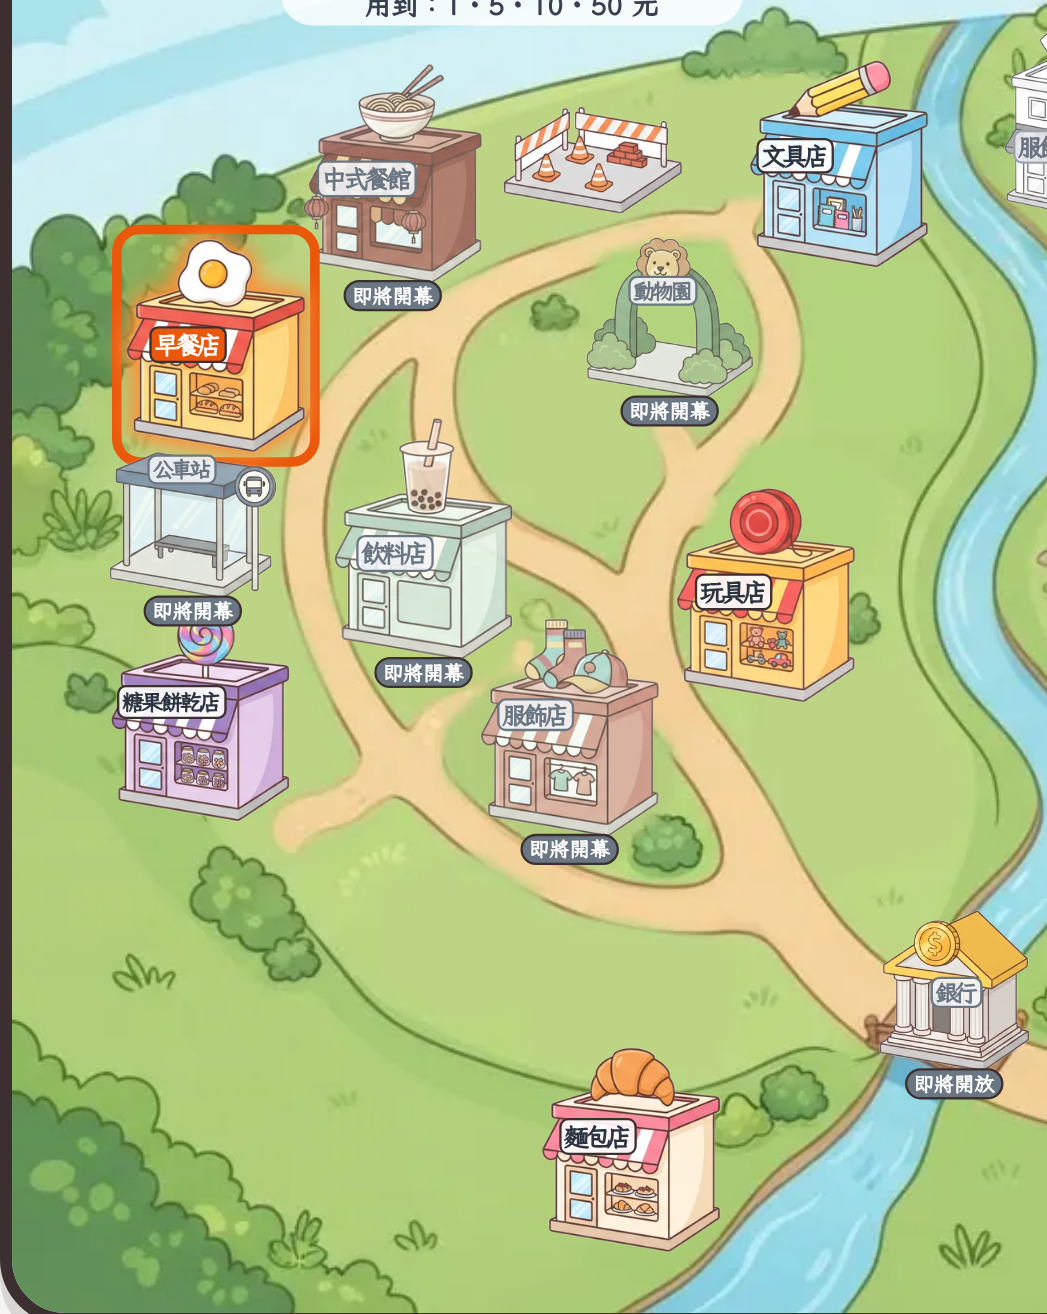 用到：1・5・10・50 元
中式餐館
即將開幕
文具店
服飾
動物園
即將開幕
早餐店
公車站
即將開幕
飲料店
即將開幕
玩具店
糖果餅乾店
服飾店
即將開幕
銀行
即將開放
麵包店